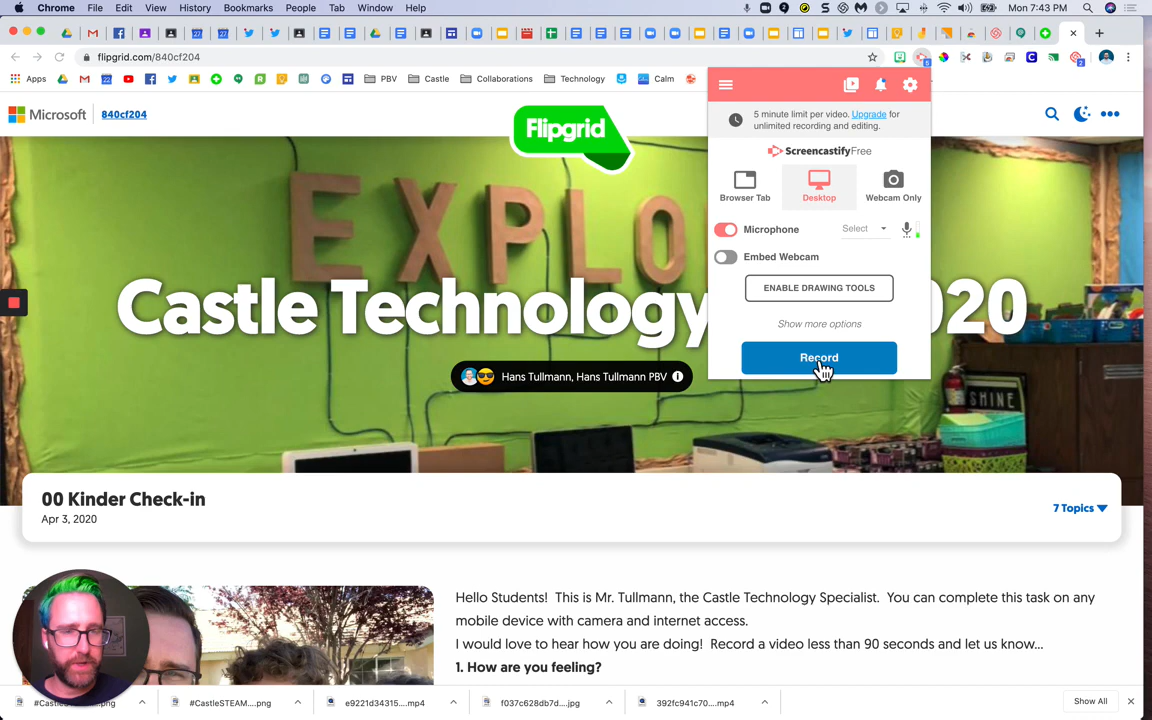 Chrome File Edit View History Bookmarks People Tab Window Help
Mon 7:43 PM
flipgrid.com/840cf204
Apps PBV Castle Collaborations Technology Calm
Microsoft 840cf204
Flipgrid
5 minute limit per video. Upgrade for
unlimited recording and editing.
Screencastify Free
Browser Tab Desktop Webcam Only
Microphone Select
Embed Webcam
ENABLE DRAWING TOOLS
Show more options
Record
EXPLO
Castle Technology 020
Hans Tullmann, Hans Tullmann PBV
SHINE
00 Kinder Check-in
Apr 3, 2020
7 Topics
Hello Students! This is Mr. Tullmann, the Castle Technology Specialist. You can complete this task on any
mobile device with camera and internet access.
I would love to hear how you are doing! Record a video less than 90 seconds and let us know...
1. How are you feeling?
#CastleSTEAM....png e9221d34315....mp4 f037c628db7d....jpg 392fc941c70....mp4 Show All